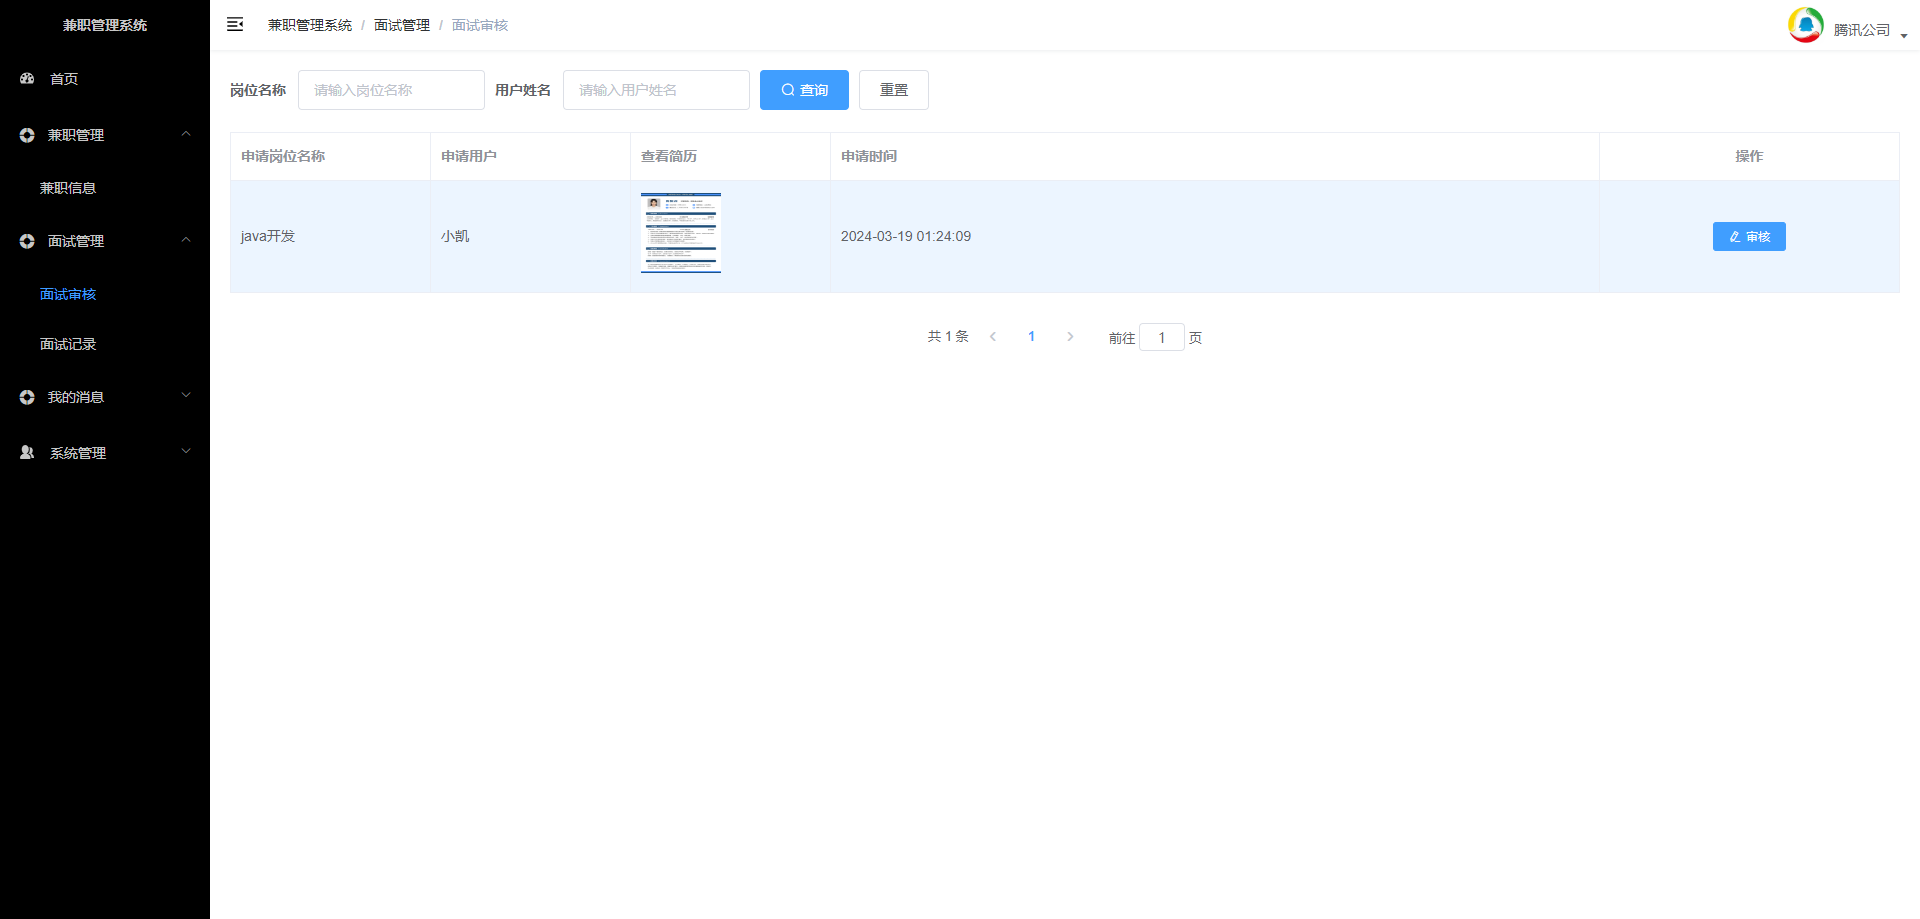 兼职管理系统
首页
兼职管理
兼职信息
面试管理
面试审核
面试记录
我的消息
系统管理
兼职管理系统 / 面试管理 / 面试审核
腾讯公司
岗位名称 请输入岗位名称 用户姓名 请输入用户姓名 查询 重置
申请岗位名称 申请用户 查看简历 申请时间 操作
java开发 小凯 2024-03-19 01:24:09 审核
共 1 条 1 前往 1 页